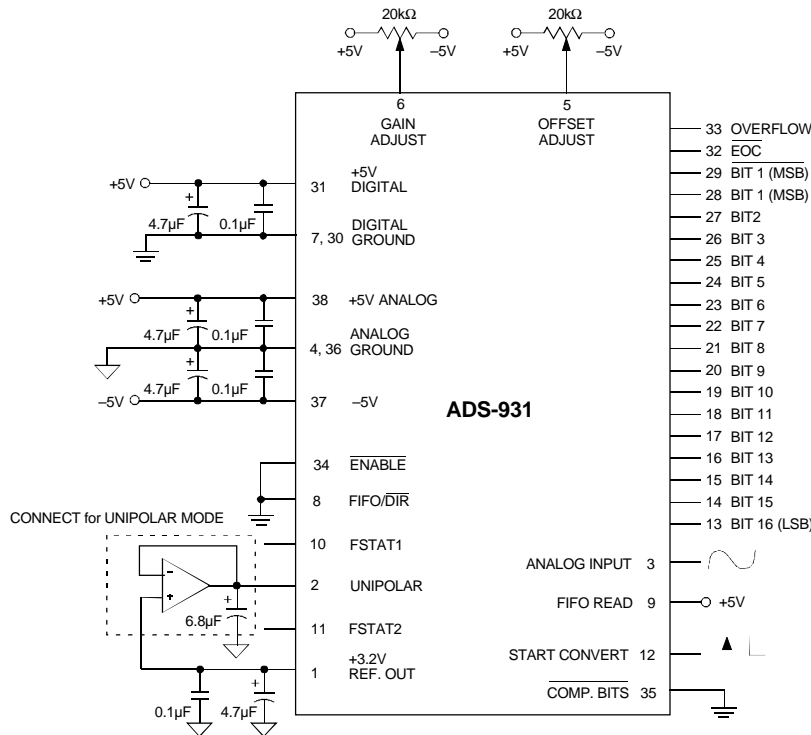 20kΩ
+5V
–5V
20kΩ
+5V
–5V
6
GAIN
ADJUST
5
OFFSET
ADJUST
+5V
+
4.7µF
0.1µF
31
+5V
DIGITAL
7, 30
DIGITAL
GROUND
+5V
+
4.7µF
0.1µF
38
+5V ANALOG
4, 36
ANALOG
GROUND
+
4.7µF
0.1µF
–5V
37
–5V
ADS-931
34
ENABLE
8
FIFO/DIR
CONNECT for UNIPOLAR MODE
10
FSTAT1
–
+
2
UNIPOLAR
+
6.8µF
11
FSTAT2
1
+3.2V
REF. OUT
0.1µF
+
4.7µF
33 OVERFLOW
32 EOC
29 BIT 1 (MSB)
28 BIT 1 (MSB)
27 BIT2
26 BIT 3
25 BIT 4
24 BIT 5
23 BIT 6
22 BIT 7
21 BIT 8
20 BIT 9
19 BIT 10
18 BIT 11
17 BIT 12
16 BIT 13
15 BIT 14
14 BIT 15
13 BIT 16 (LSB)
ANALOG INPUT 3
FIFO READ 9
+5V
START CONVERT 12
COMP. BITS 35